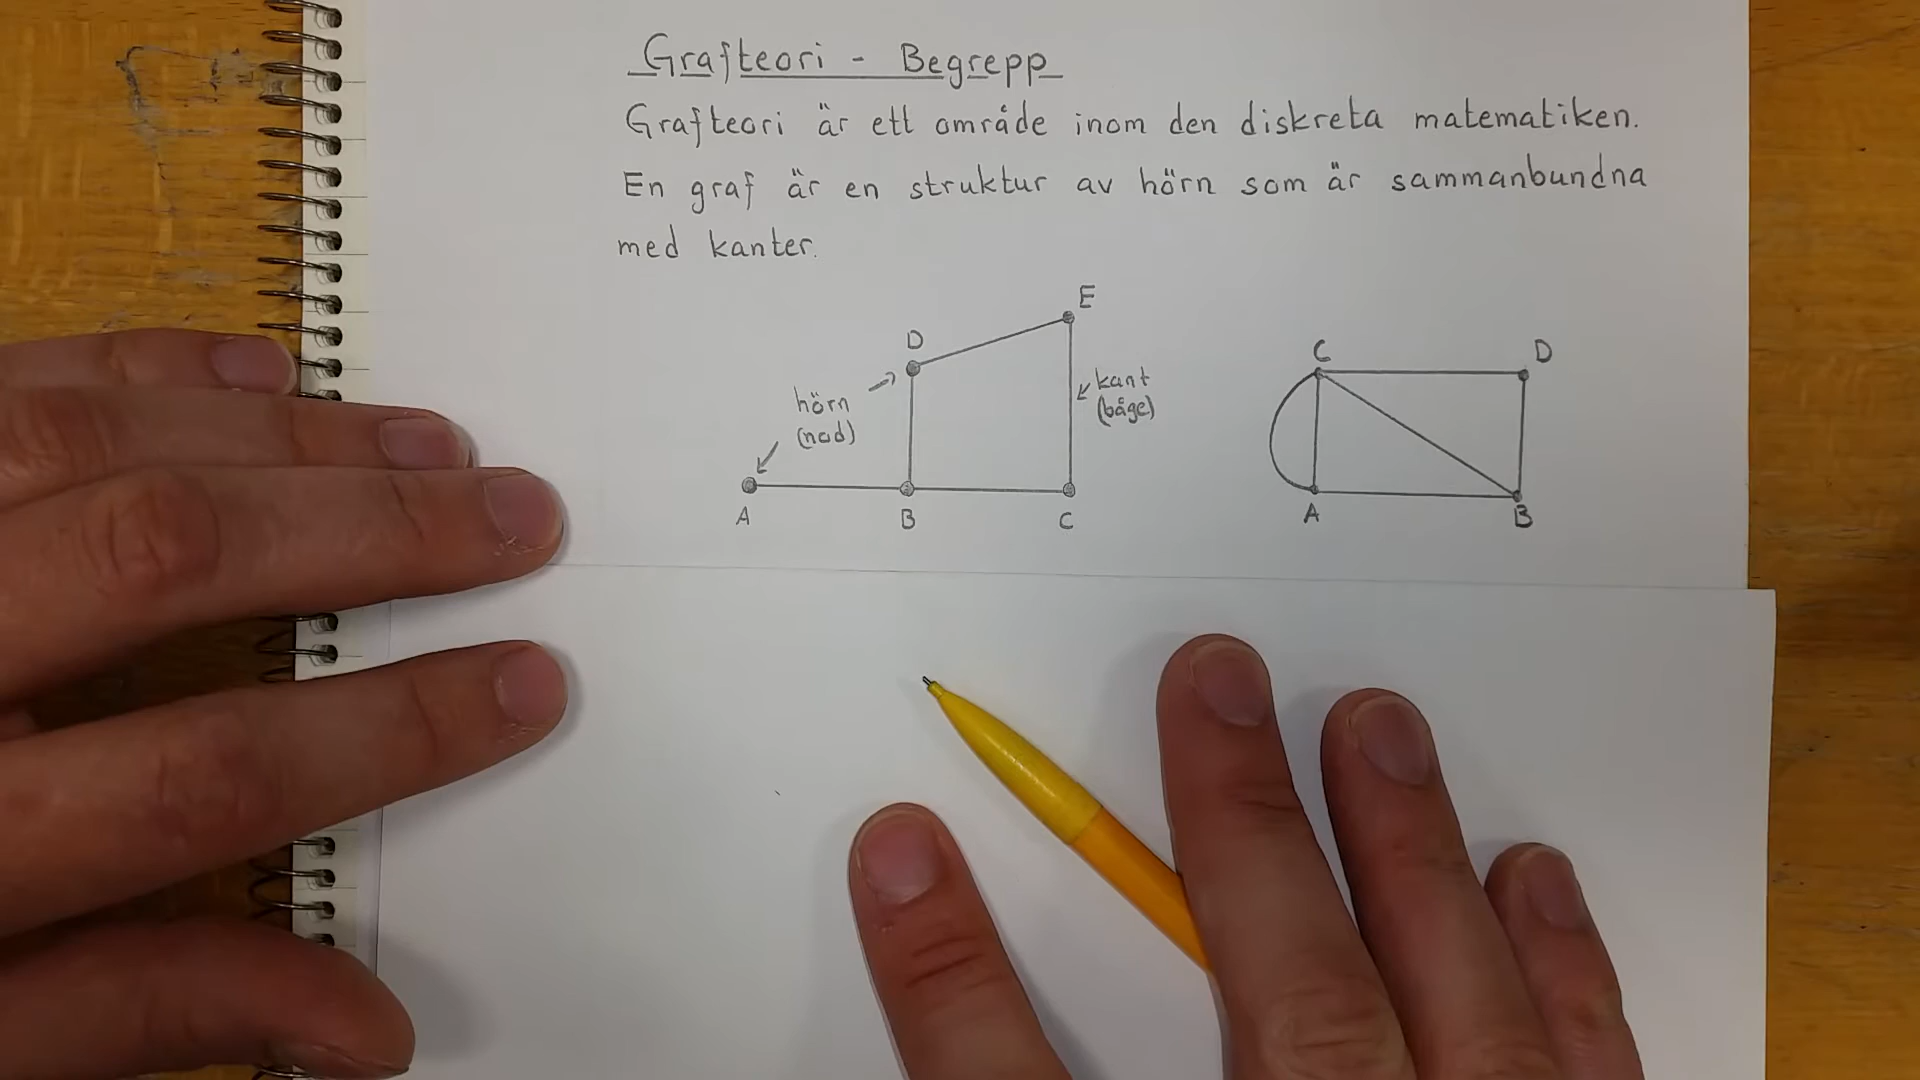 Grafteori - Begrepp
Grafteori är ett område inom den diskreta matematiken.
En graf är en struktur av hörn som är sammanbundna
med kanter.
E
D
hörn
(nod)
kant
(båge)
A
B
C
C
D
A
B